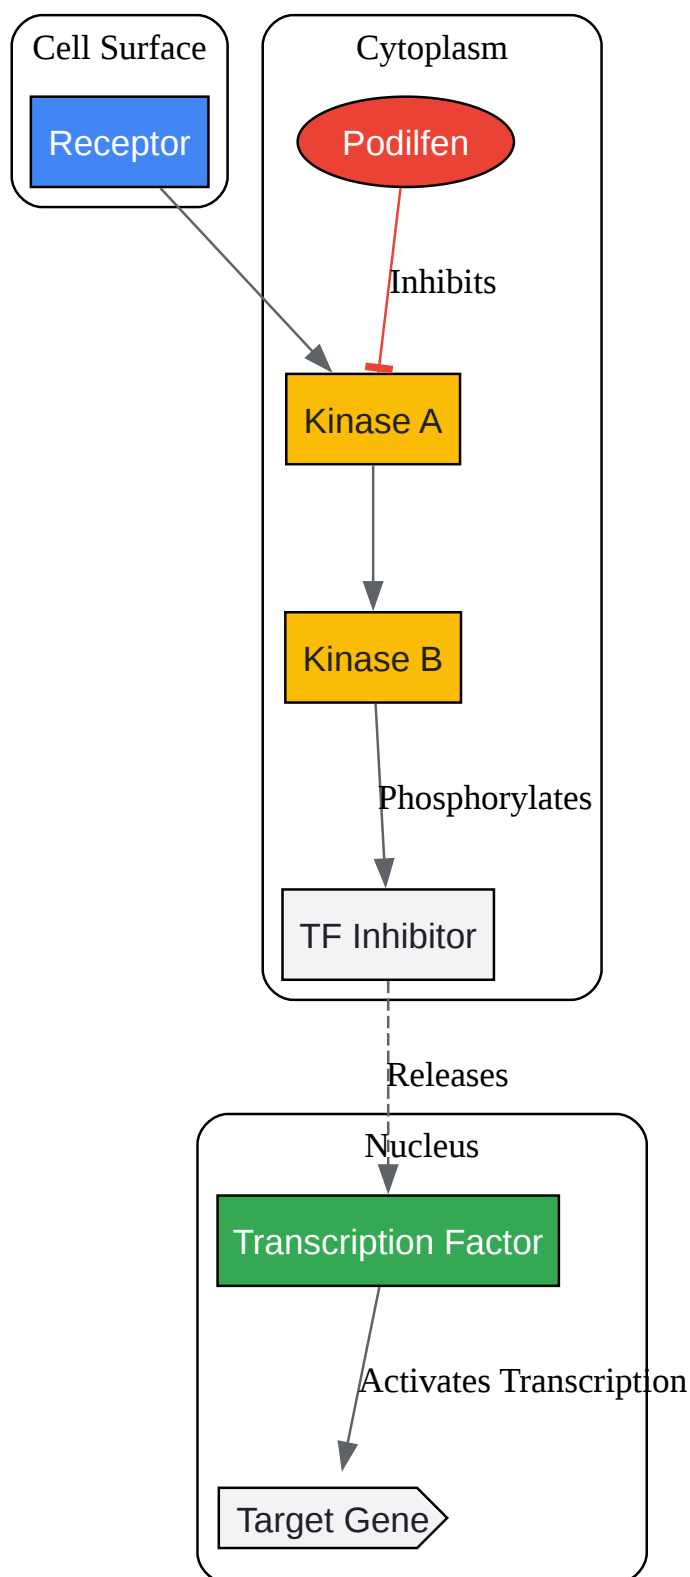 Cell Surface
Cytoplasm
Receptor
Podilfen
Inhibits
Kinase A
Kinase B
Phosphorylates
TF Inhibitor
Releases
Nucleus
Transcription Factor
Activates Transcription
Target Gene